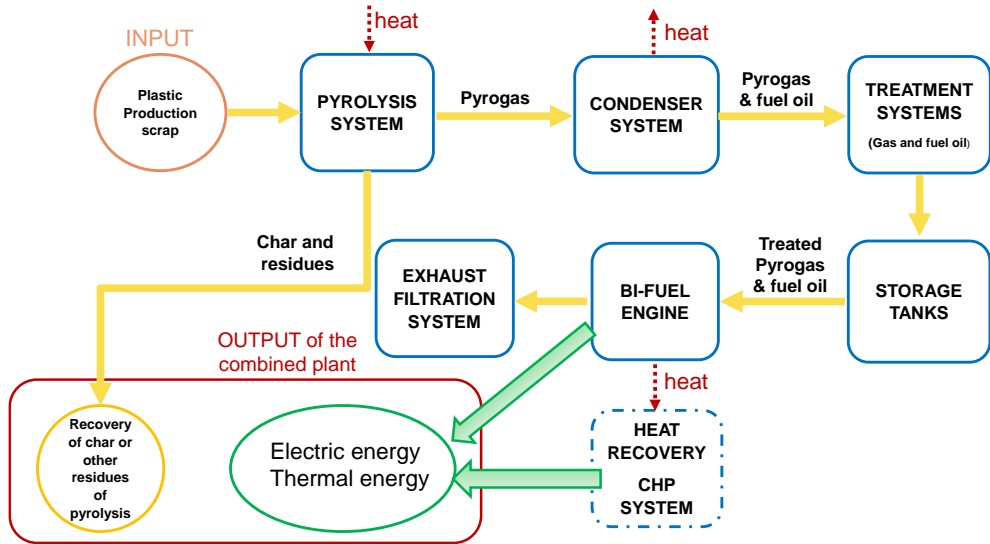 INPUT
heat
heat
Plastic
Production
scrap
PYROLYSIS
SYSTEM
Pyrogas
CONDENSER
SYSTEM
Pyrogas
& fuel oil
TREATMENT
SYSTEMS
(Gas and fuel oil)
Char and
residues
EXHAUST
FILTRATION
SYSTEM
BI-FUEL
ENGINE
Treated
Pyrogas
& fuel oil
STORAGE
TANKS
OUTPUT of the
combined plant
heat
Recovery
of char or
other
residues
of
pyrolysis
Electric energy
Thermal energy
HEAT
RECOVERY
CHP
SYSTEM